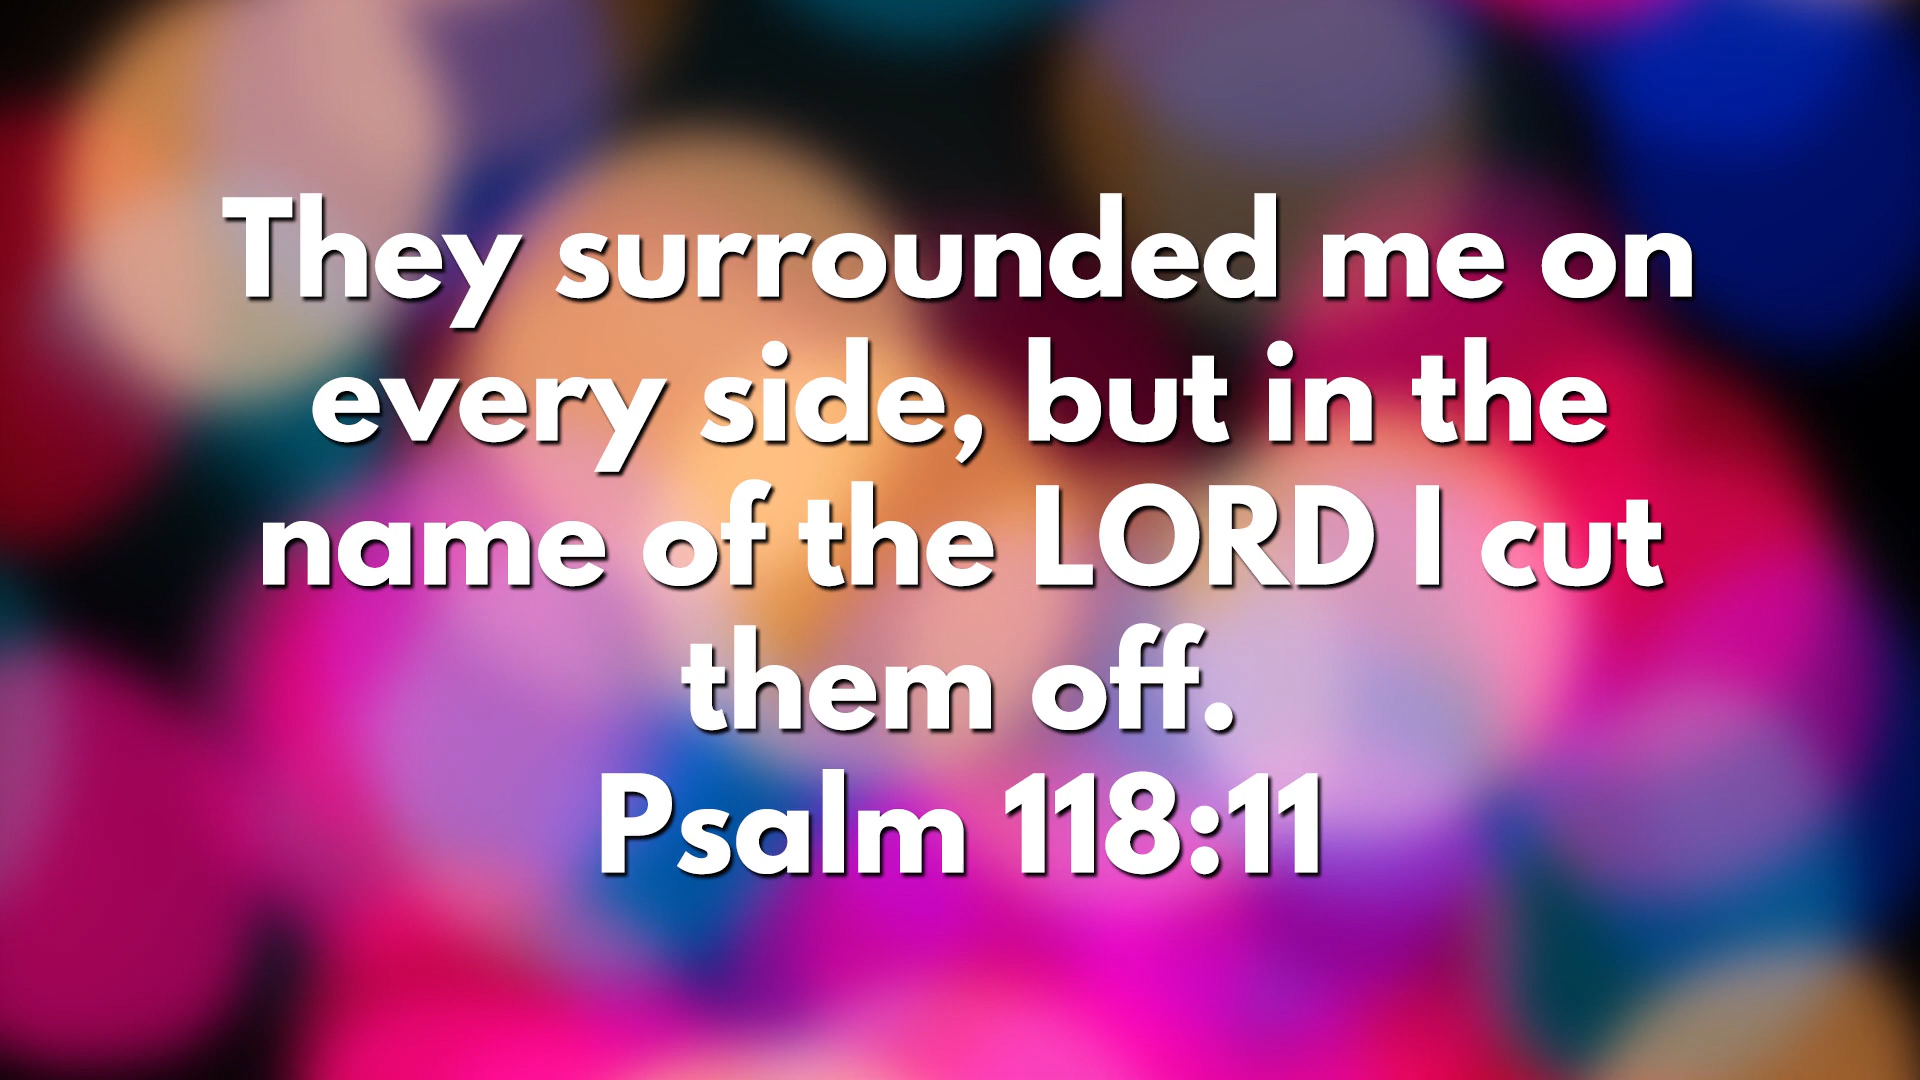 They surrounded me on
every side, but in the
name of the LORD I cut
them off.
Psalm 118:11